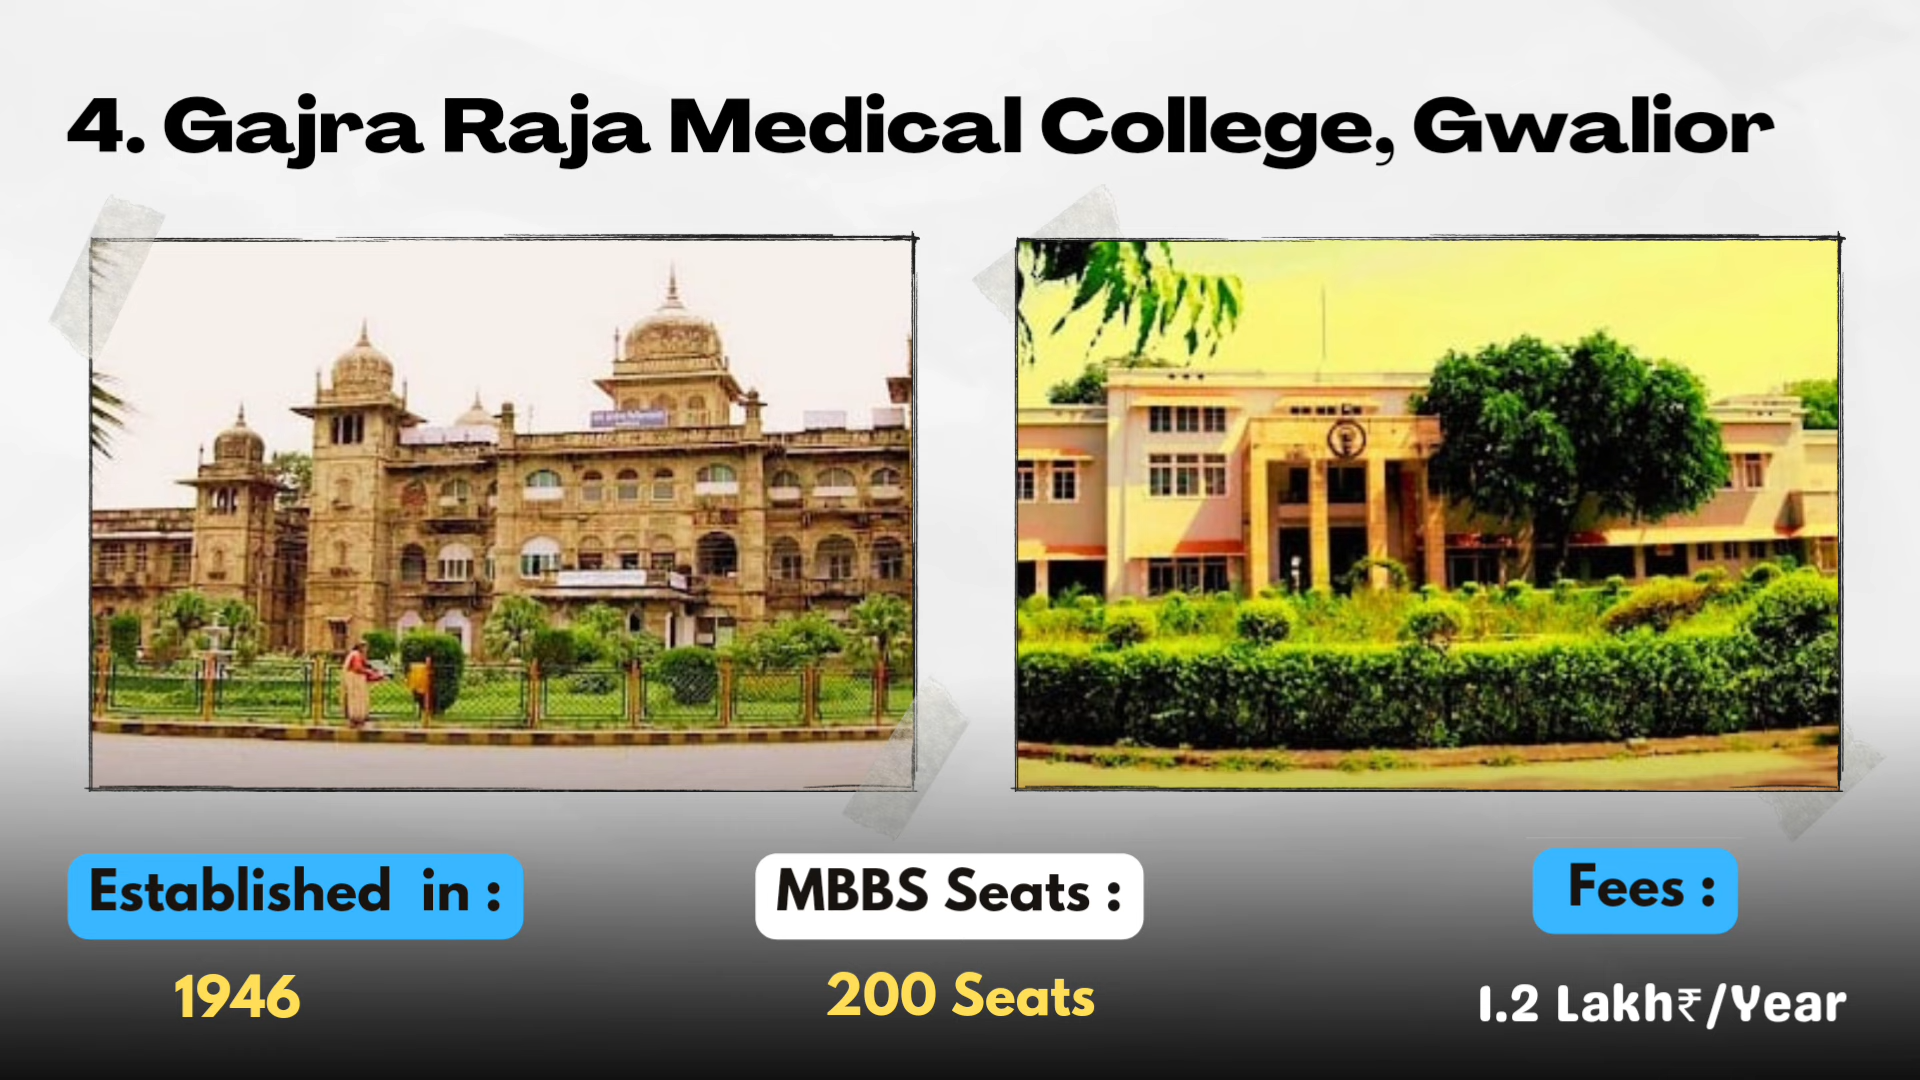 4. Gajra Raja Medical College, Gwalior
Established in :
MBBS Seats :
Fees :
1946
200 Seats
1.2 Lakh₹/Year